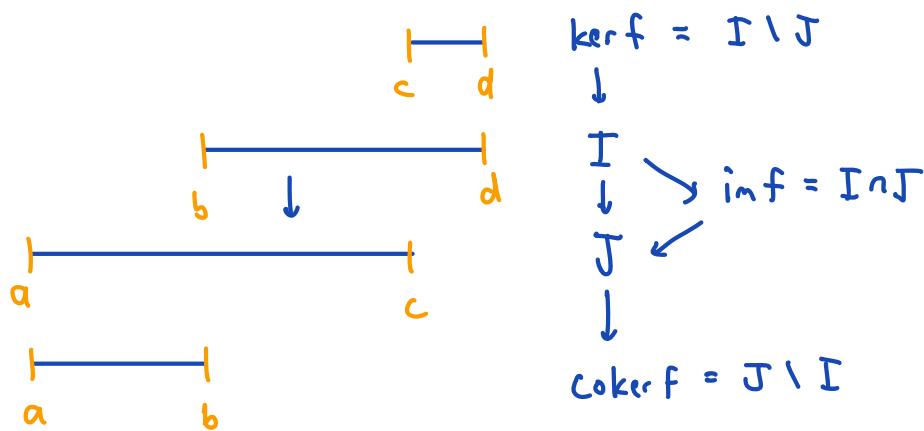 ker f = I \ J
c d
I
b d
im f = I ∩ J
J
a c
coker f = J \ I
a b